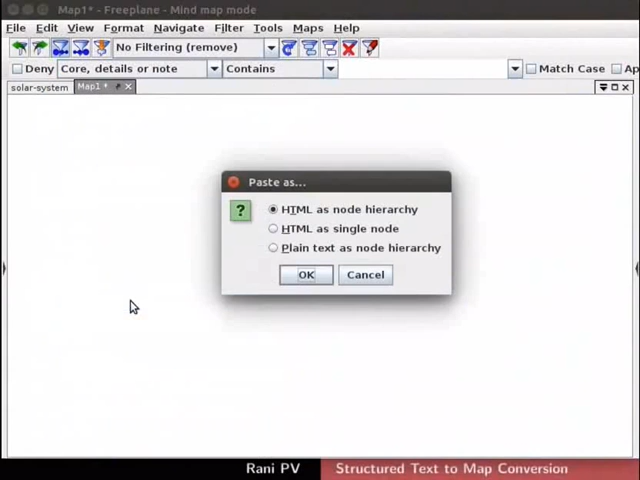 Map1* - Freeplane - Mind map mode
File Edit View Format Navigate Filter Tools Maps Help
No Filtering (remove)
Deny Core, details or note Contains Match Case Ap
solar-system Map1 *
Paste as...
?
HTML as node hierarchy
HTML as single node
Plain text as node hierarchy
OK Cancel
Rani PV Structured Text to Map Conversion